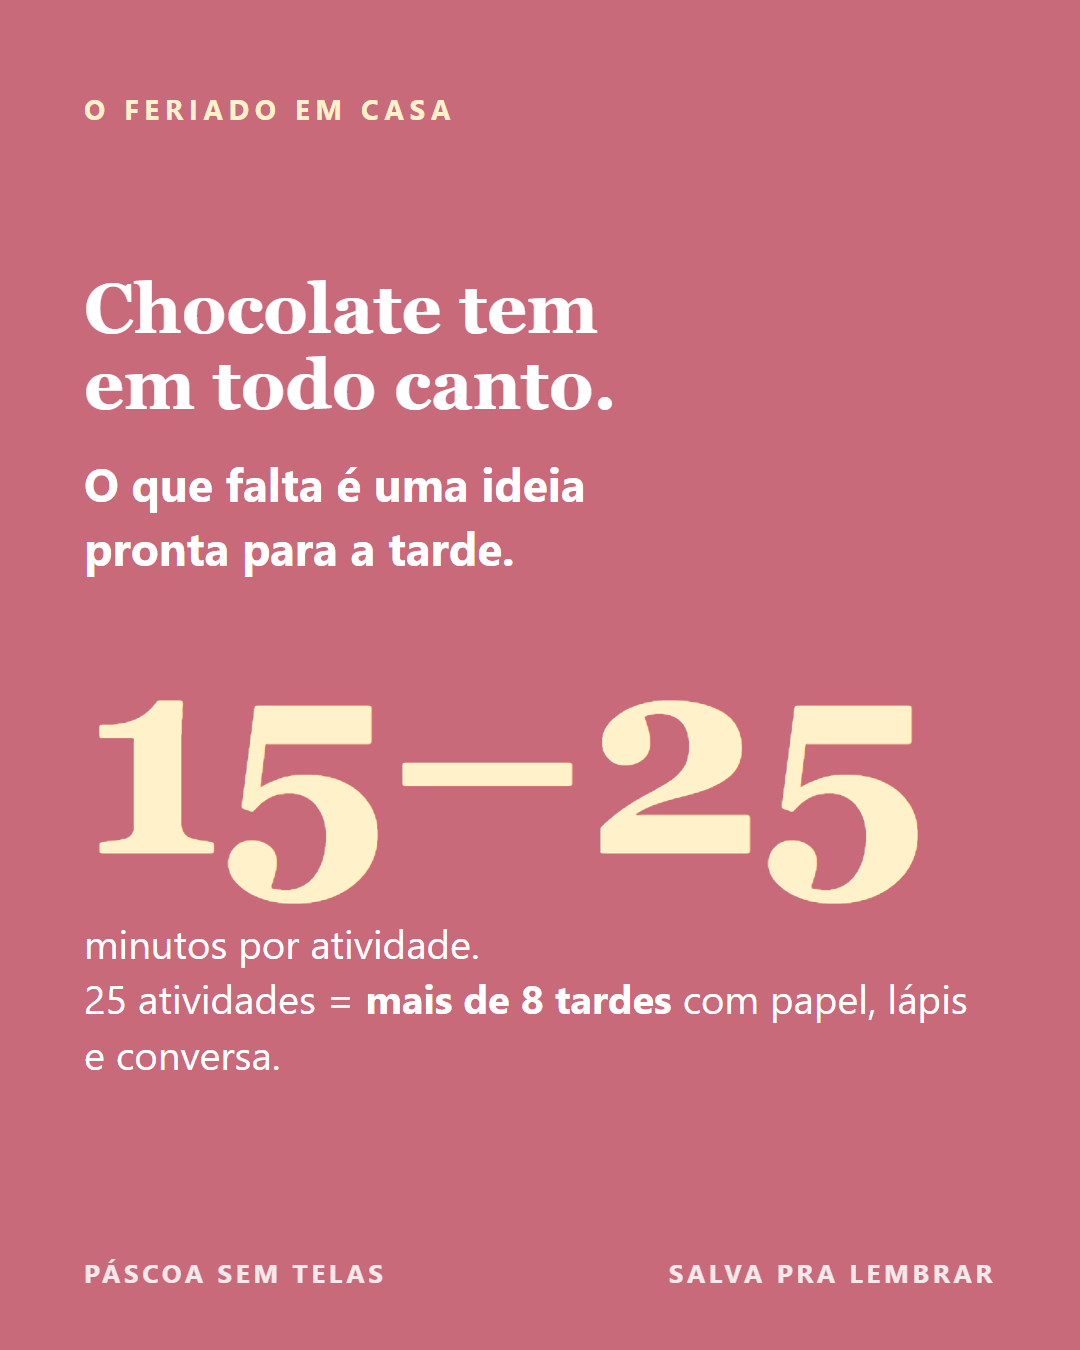 O FERIADO EM CASA
Chocolate tem
em todo canto.
O que falta é uma ideia
pronta para a tarde.
15—25
minutos por atividade.
25 atividades = mais de 8 tardes com papel, lápis
e conversa.
PÁSCOA SEM TELAS
SALVA PRA LEMBRAR